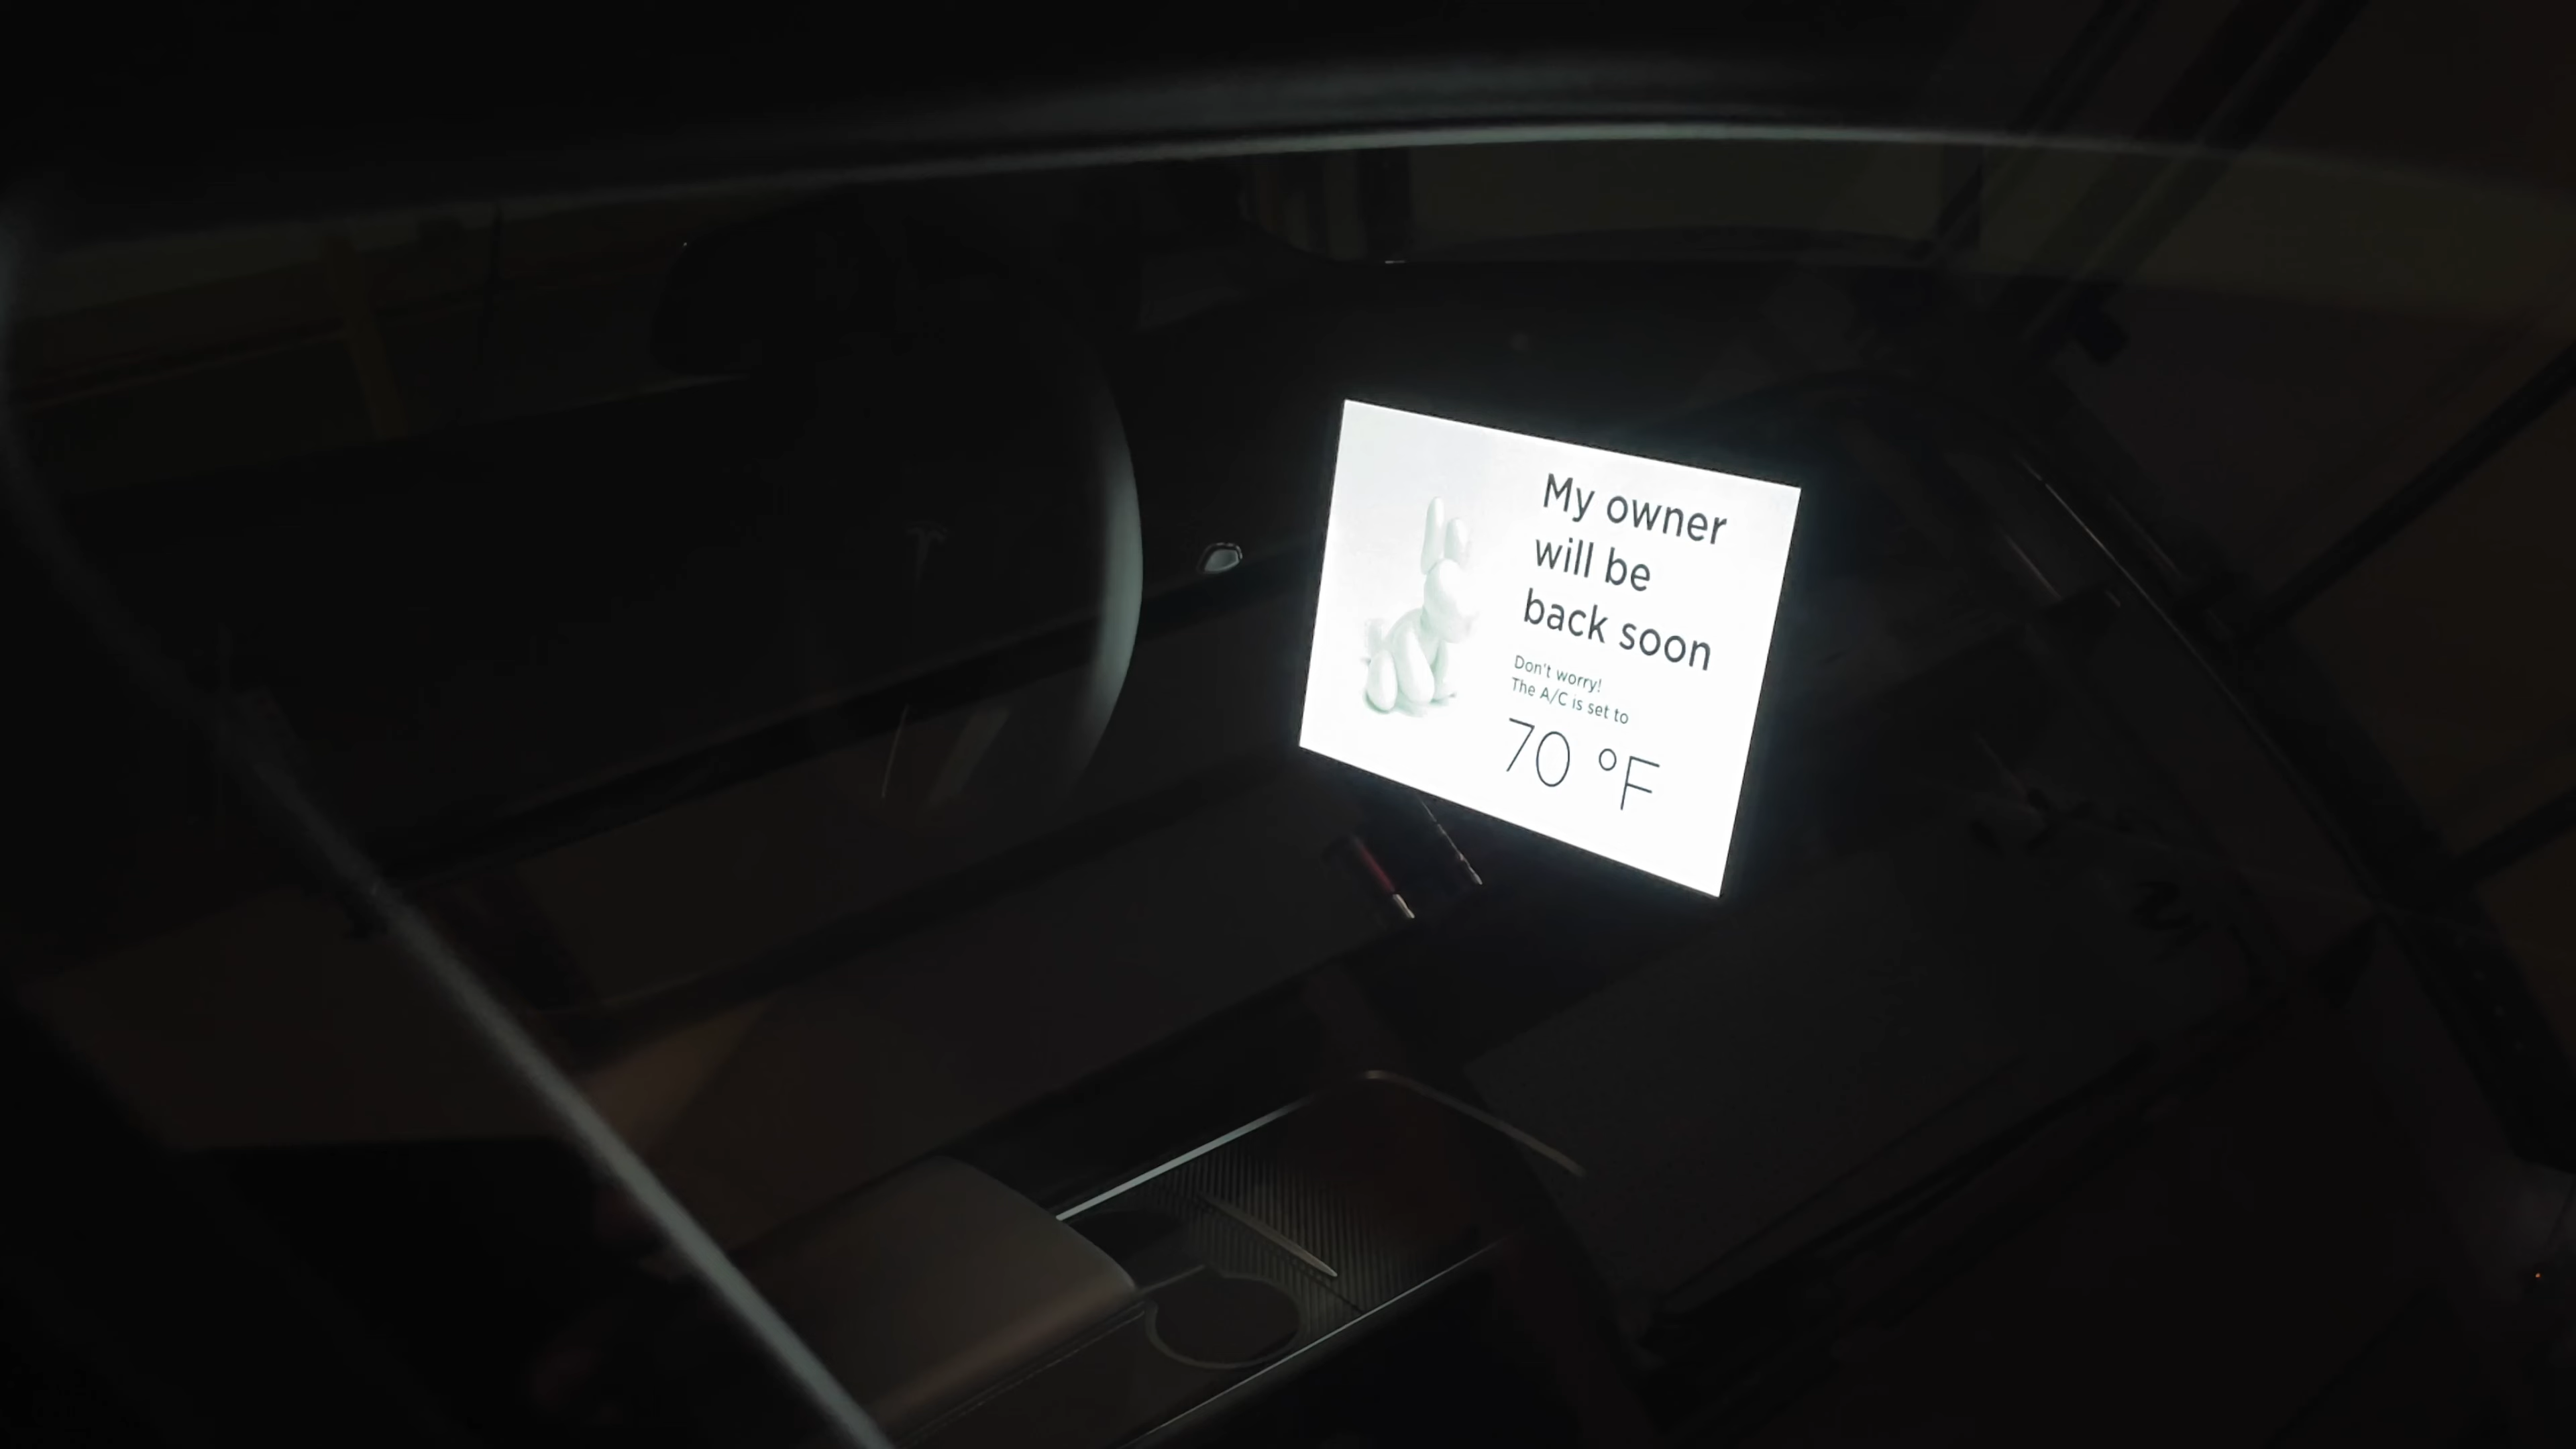 My owner
will be
back soon
Don't worry!
The A/C is set to
70 °F